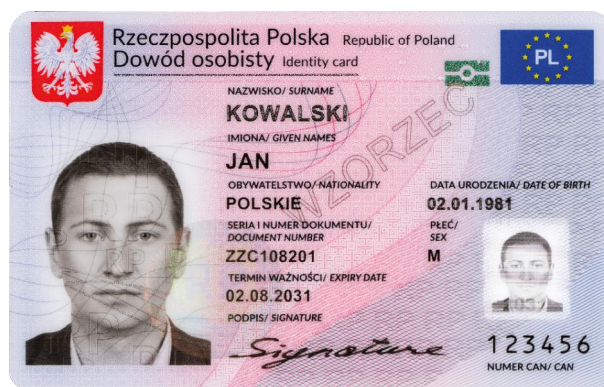 Rzeczpospolita Polska Republic of Poland
Dowód osobisty Identity card
PL
NAZWISKO/ SURNAME
KOWALSKI
IMIONA/ GIVEN NAMES
JAN
OBYWATELSTWO/ NATIONALITY
POLSKIE
DATA URODZENIA/ DATE OF BIRTH
02.01.1981
SERIA I NUMER DOKUMENTU/
DOCUMENT NUMBER
ZZC108201
PŁEĆ/
SEX
M
TERMIN WAŻNOŚCI/ EXPIRY DATE
02.08.2031
PODPIS/ SIGNATURE
Signature
123456
NUMER CAN/ CAN
WZORZEC